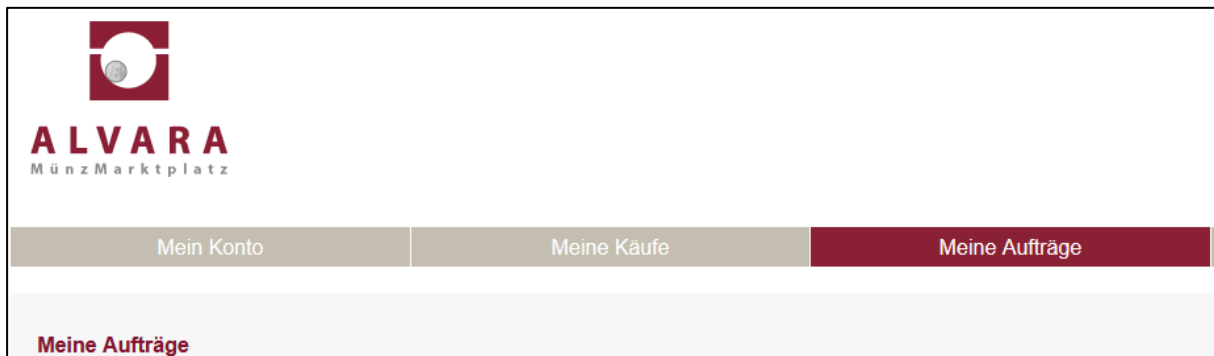 ALVARA
MünzMarktplatz
Mein Konto Meine Käufe Meine Aufträge
Meine Aufträge